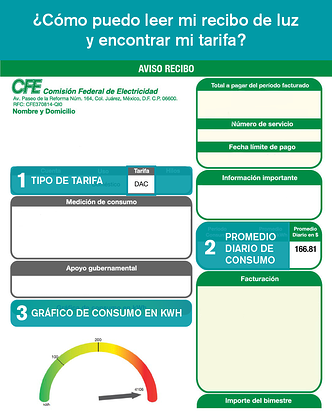 ¿Cómo puedo leer mi recibo de luz
y encontrar mi tarifa?
AVISO RECIBO
CFE Comisión Federal de Electricidad
Av. Paseo de la Reforma Núm. 164, Col. Juárez, México, D.F. C.P. 06600.
RFC: CFE370814-QI0
Nombre y Domicilio
Total a pagar del periodo facturado
Número de servicio
Fecha límite de pago
1 TIPO DE TARIFA
Tarifa
DAC
Información importante
Medición de consumo
2 PROMEDIO
DIARIO DE
CONSUMO
Promedio
Diario en $
166.81
Apoyo gubernamental
Facturación
3 GRÁFICO DE CONSUMO EN KWH
200
100
Importe del bimestre